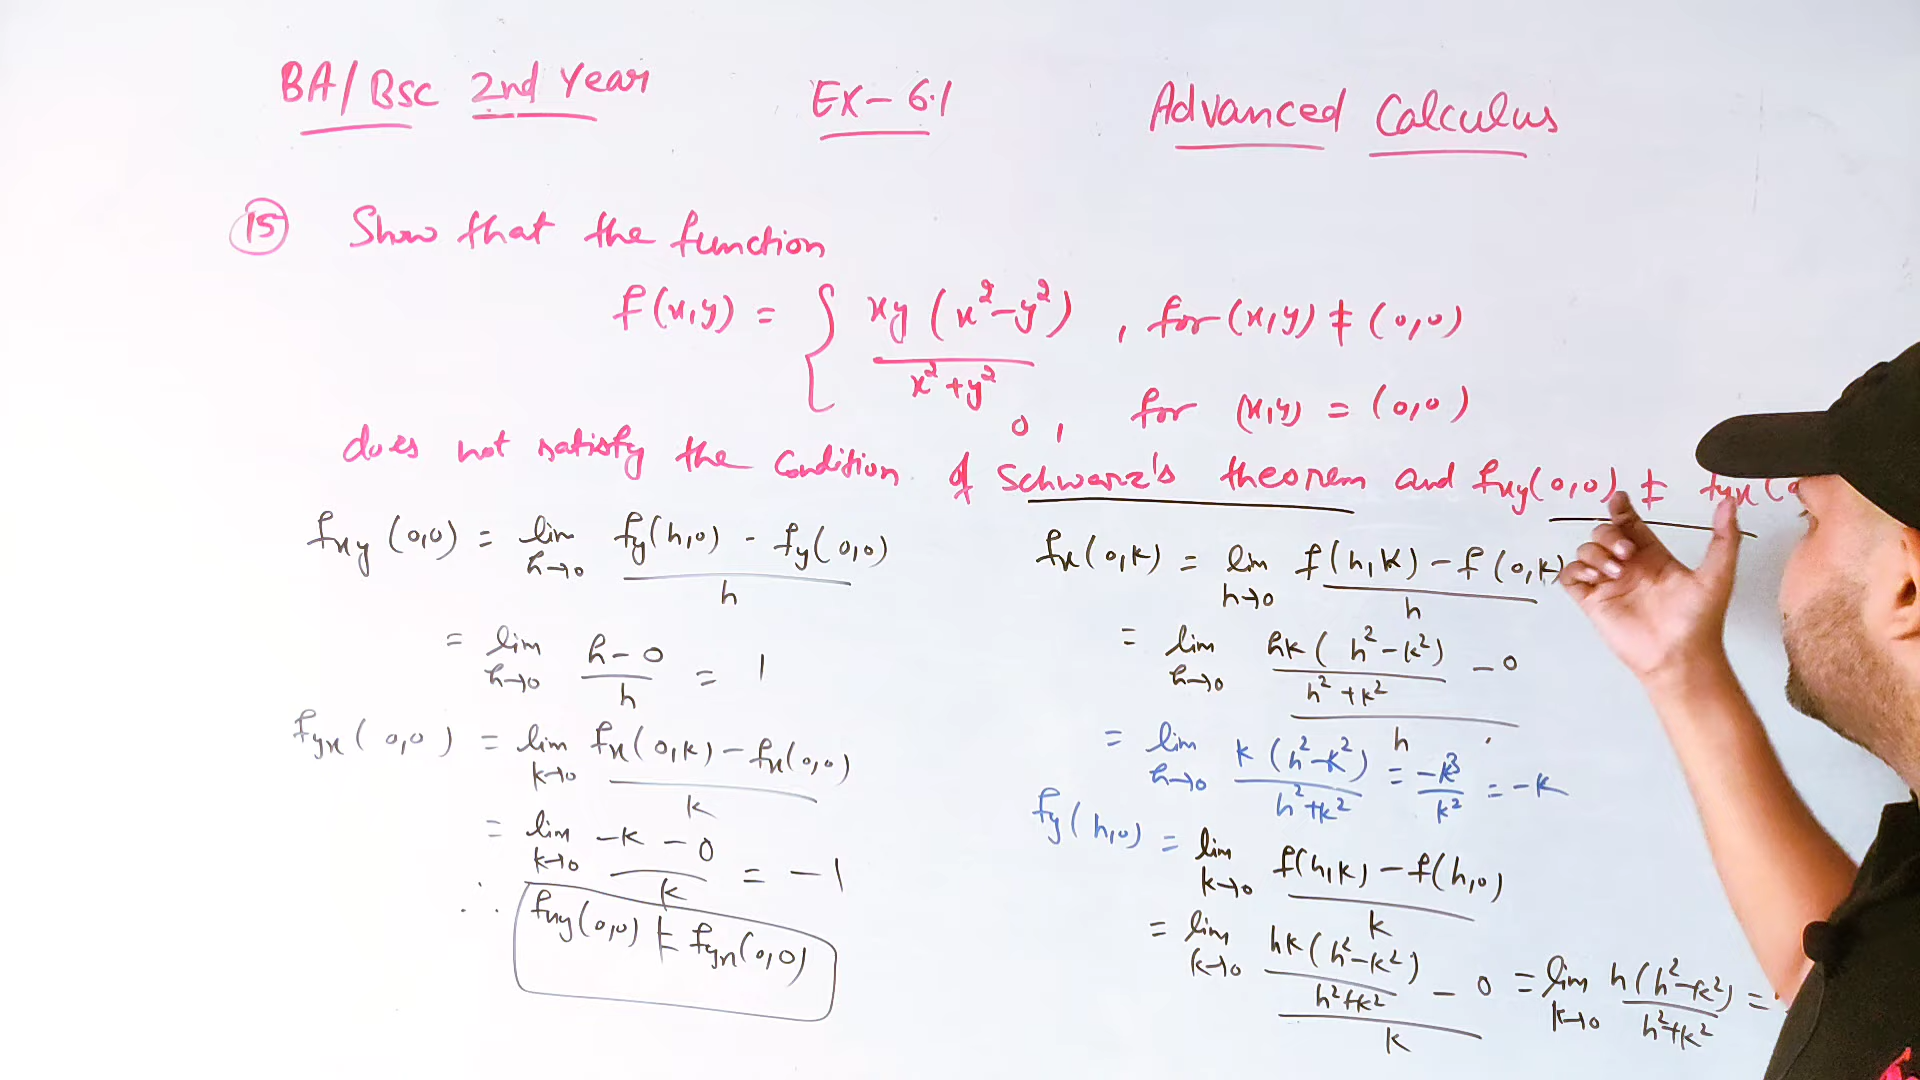 BA/BSc 2nd Year EX-6.1 Advanced Calculus
(15) Show that the function
f(x,y) = { xy(x²-y²)/(x²+y²) , for (x,y) ≠ (0,0)
0 , for (x,y) = (0,0)
does not satisfy the condition of Schwarz's theorem and fxy(0,0) ≠ fyx(0
fxy(0,0) = lim h→0 (fy(h,0) - fy(0,0))/h
= lim h→0 (h-0)/h = 1
fyx(0,0) = lim k→0 (fx(0,k) - fx(0,0))/k
= lim k→0 (-k-0)/k = -1
∴ fxy(0,0) ≠ fyx(0,0)
fx(0,k) = lim h→0 (f(h,k) - f(0,k)/h
= lim h→0 (hk(h²-k²)/(h²+k²) - 0)/h
= lim h→0 k(h²-k²)/(h²+k²) = -k³/k² = -k
fy(h,0) = lim k→0 (f(h,k) - f(h,0))/k
= lim k→0 (hk(h²-k²)/(h²+k²) - 0)/k = lim k→0 h(h²-k²)/(h²+k²) =